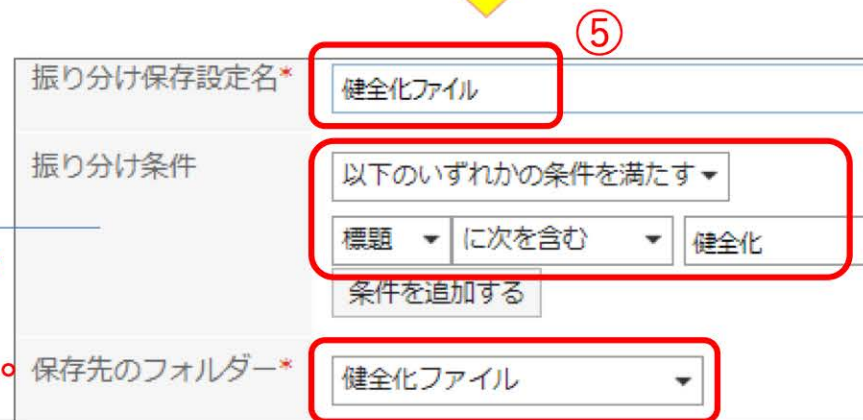 ⑤
振り分け保存設定名* 健全化ファイル
振り分け条件 以下のいずれかの条件を満たす
標題 に次を含む 健全化
条件を追加する
保存先のフォルダー* 健全化ファイル